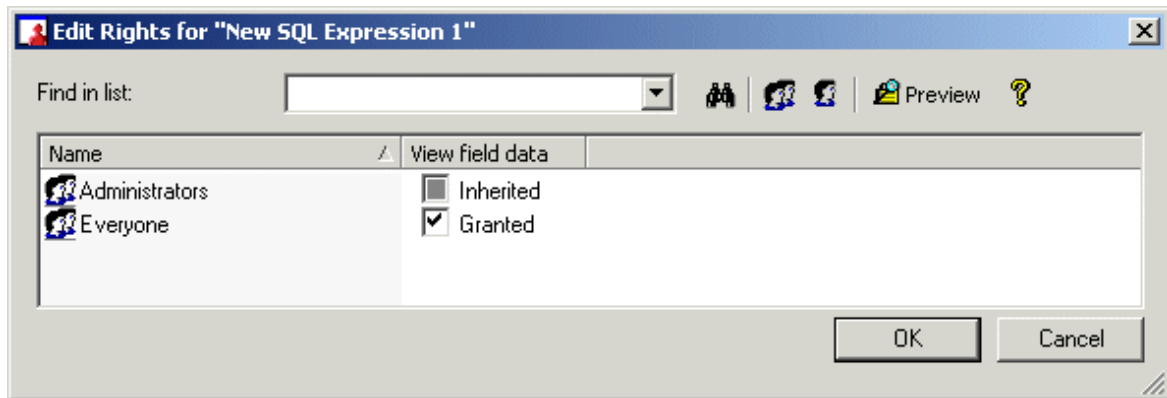 Edit Rights for "New SQL Expression 1"
Find in list:
Preview
Name View field data
Administrators Inherited
Everyone Granted
OK Cancel